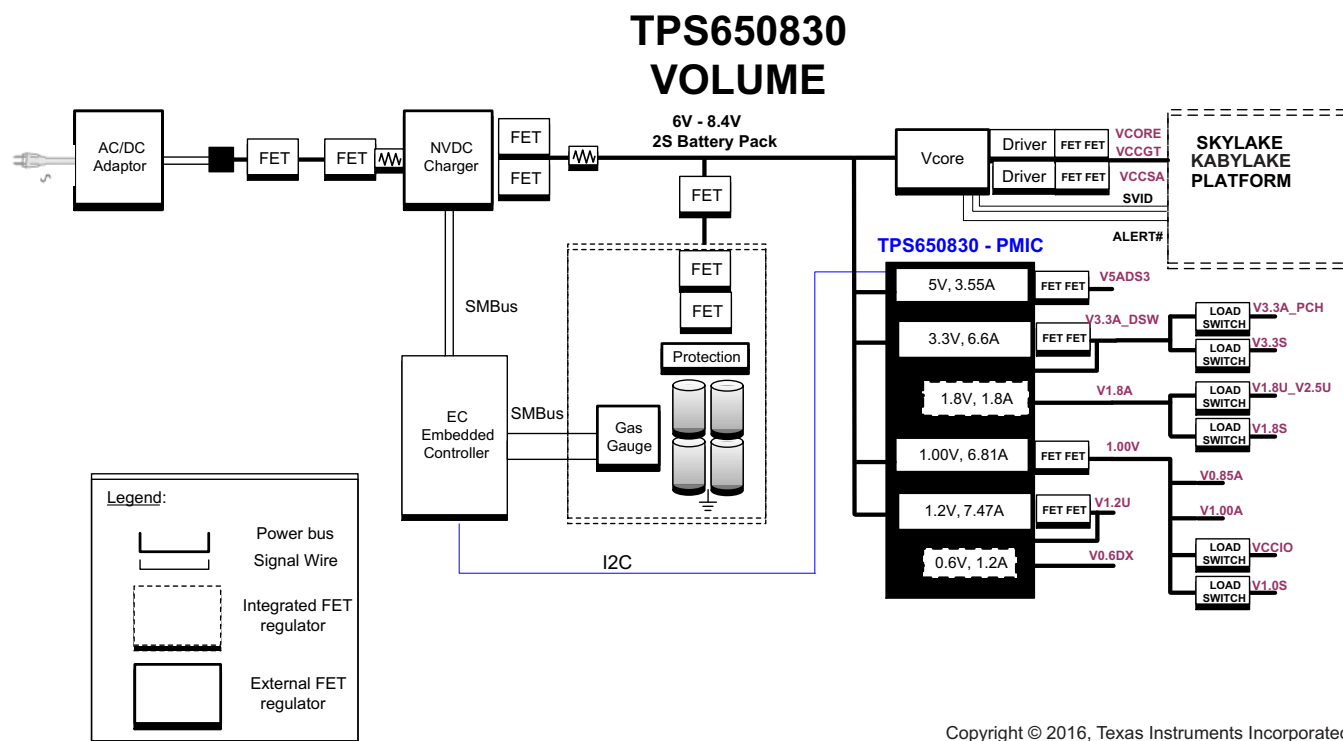 TPS650830
VOLUME
6V - 8.4V
2S Battery Pack
AC/DC
Adaptor
FET
FET
NVDC
Charger
FET
FET
Vcore
Driver
FET FET
Driver
FET FET
VCORE
VCCGT
VCCSA
SVID
ALERT#
SKYLAKE
KABYLAKE
PLATFORM
FET
FET
FET
Protection
Gas
Gauge
SMBus
SMBus
EC
Embedded
Controller
I2C
TPS650830 - PMIC
5V, 3.55A
FET FET
V5ADS3
3.3V, 6.6A
FET FET
V3.3A_DSW
LOAD
SWITCH
V3.3A_PCH
LOAD
SWITCH
V3.3S
1.8V, 1.8A
V1.8A
LOAD
SWITCH
V1.8U_V2.5U
LOAD
SWITCH
V1.8S
1.00V, 6.81A
FET FET
1.00V
V0.85A
V1.00A
LOAD
SWITCH
VCCIO
LOAD
SWITCH
V1.0S
1.2V, 7.47A
FET FET
V1.2U
0.6V, 1.2A
V0.6DX
Legend:
Power bus
Signal Wire
Integrated FET
regulator
External FET
regulator
Copyright © 2016, Texas Instruments Incorporated